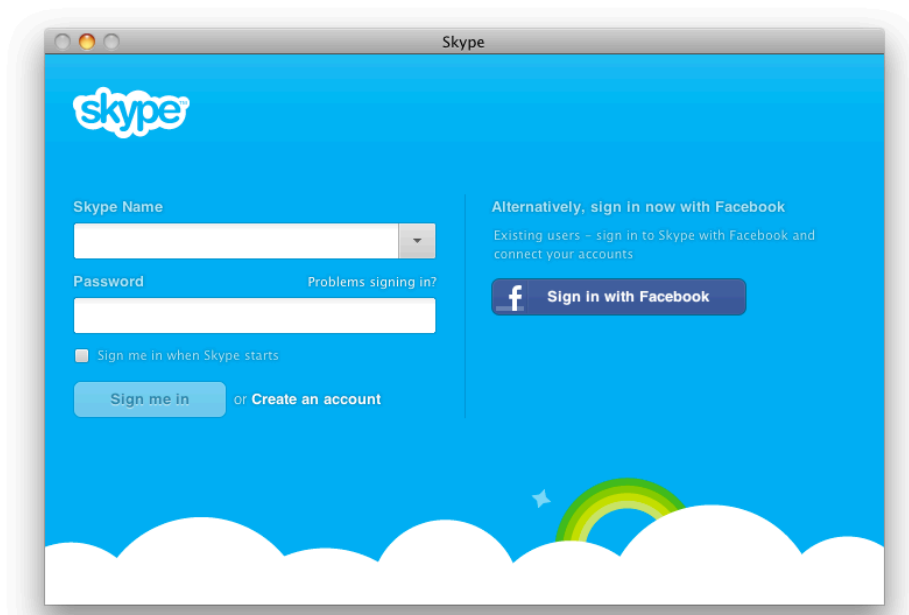 Skype
skype™
Skype Name
Password
Problems signing in?
Sign me in when Skype starts
Sign me in
or Create an account
Alternatively, sign in now with Facebook
Existing users – sign in to Skype with Facebook and
connect your accounts
f
Sign in with Facebook